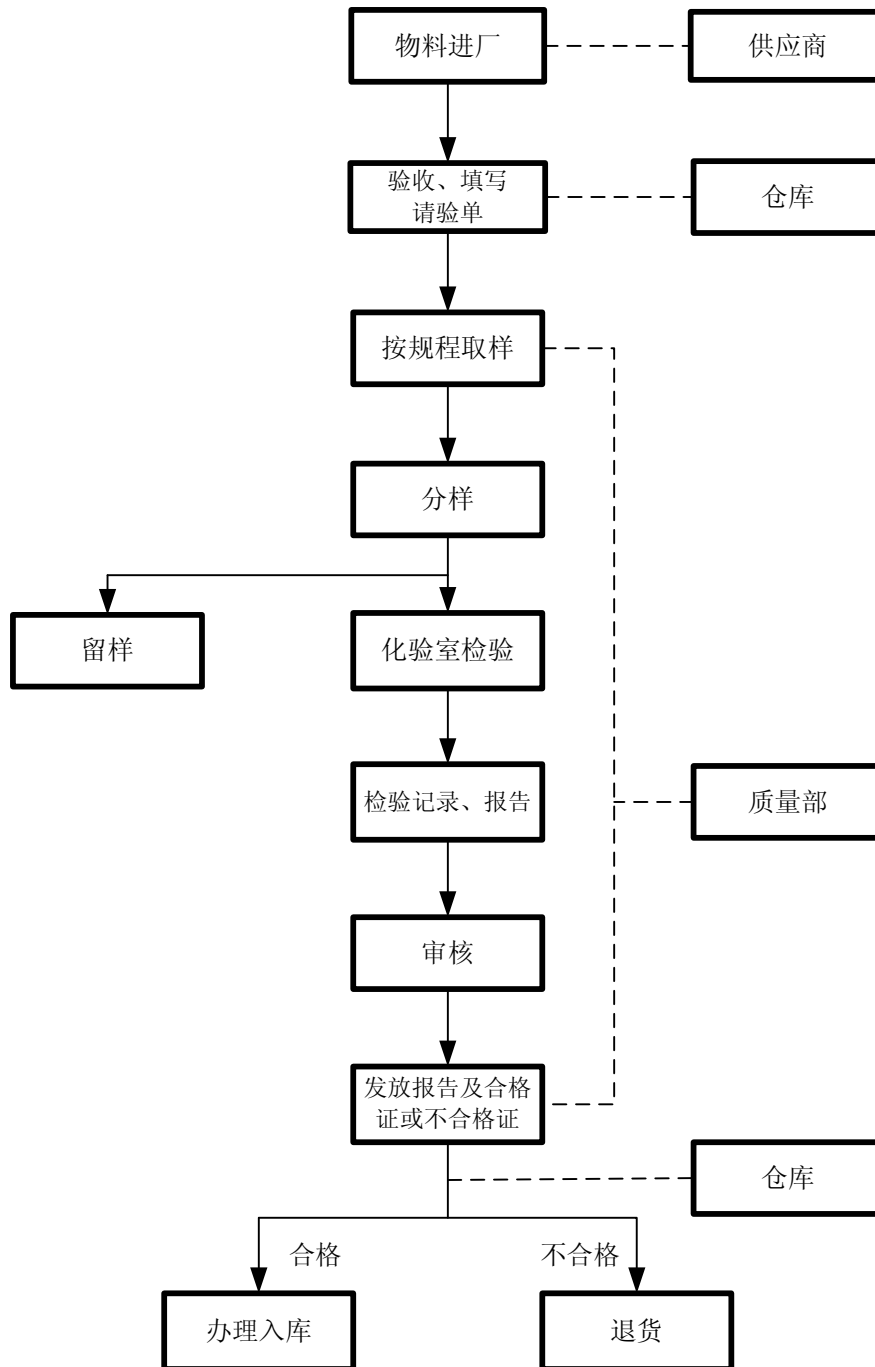 物料进厂
供应商
验收、填写
请验单
仓库
按规程取样
分样
留样
化验室检验
检验记录、报告
质量部
审核
发放报告及合格
证或不合格证
仓库
合格
不合格
办理入库
退货